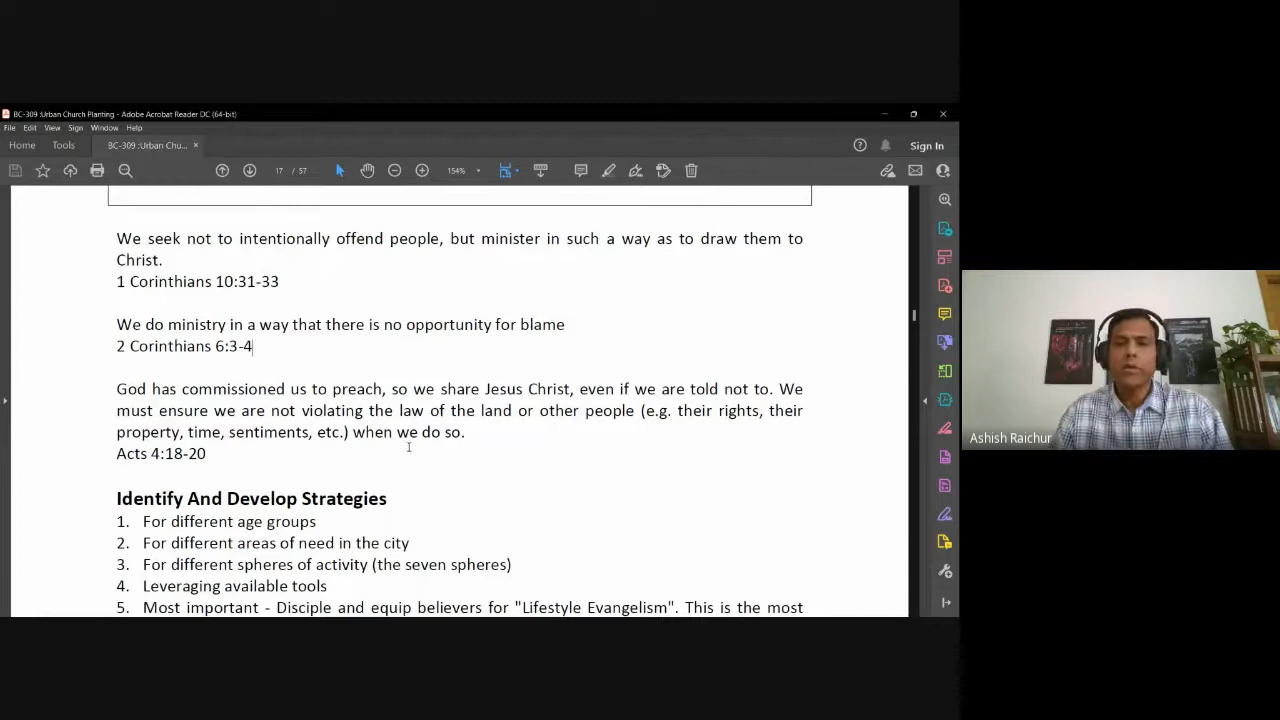 BC-309 :Urban Church Planting - Adobe Acrobat Reader DC (64-bit)
File Edit View Sign Window Help
Home Tools BC-309 :Urban Chu... × Sign In
17 / 57 154%
We seek not to intentionally offend people, but minister in such a way as to draw them to
Christ.
1 Corinthians 10:31-33
We do ministry in a way that there is no opportunity for blame
2 Corinthians 6:3-4
God has commissioned us to preach, so we share Jesus Christ, even if we are told not to. We
must ensure we are not violating the law of the land or other people (e.g. their rights, their
property, time, sentiments, etc.) when we do so.
Acts 4:18-20
Identify And Develop Strategies
1. For different age groups
2. For different areas of need in the city
3. For different spheres of activity (the seven spheres)
4. Leveraging available tools
5. Most important - Disciple and equip believers for "Lifestyle Evangelism". This is the most
Ashish Raichur